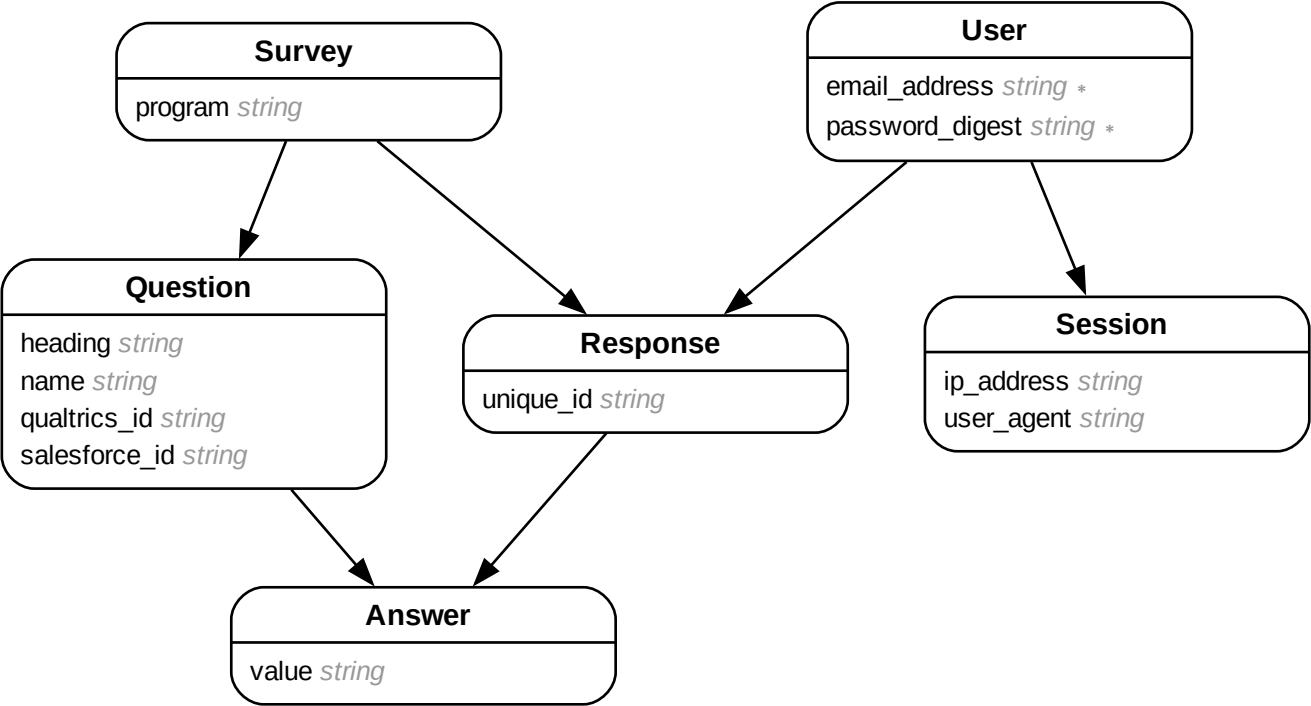 Survey
program string
User
email_address string *
password_digest string *
Question
heading string
name string
qualtrics_id string
salesforce_id string
Response
unique_id string
Session
ip_address string
user_agent string
Answer
value string